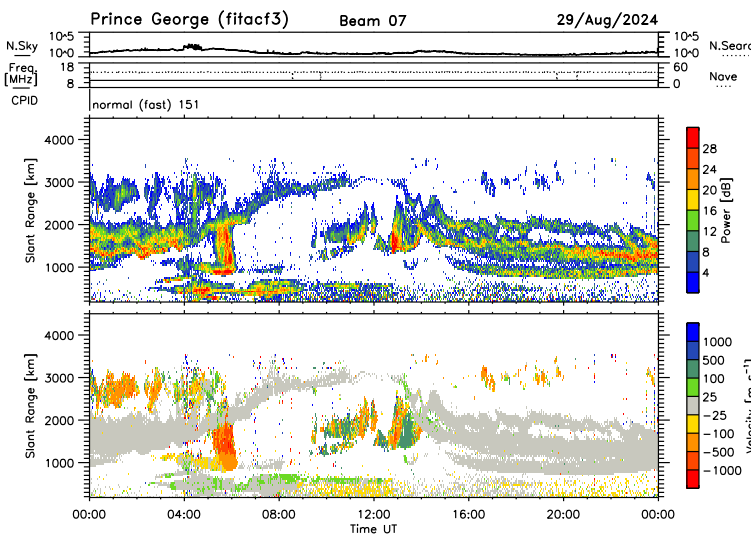 Prince George (fitacf3) Beam 07 29/Aug/2024
N.Sky 10^5 10^5
10^0 10^0 N.Sear
Freq 18 60
[MHz] 8 0 Nave
CPID normal (fast) 151
Slant Range [km]
4000
3000
2000
1000
Power [dB]
28
24
20
16
12
8
4
Slant Range [km]
4000
3000
2000
1000
Velocity [m s^-1]
1000
500
100
25
-25
-100
-500
-1000
00:00 04:00 08:00 12:00 16:00 20:00 00:00
Time UT